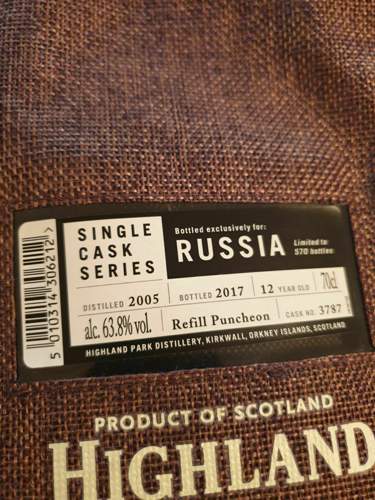 SINGLE
CASK
SERIES
Bottled exclusively for:
RUSSIA
Limited to:
570 bottles
DISTILLED 2005
BOTTLED 2017
12 YEAR OLD
70cl
alc. 63.8% vol.
Refill Puncheon
CASK NO. 3787
HIGHLAND PARK DISTILLERY, KIRKWALL, ORKNEY ISLANDS, SCOTLAND
5 010314 306212
PRODUCT OF SCOTLAND
HIGHLAND